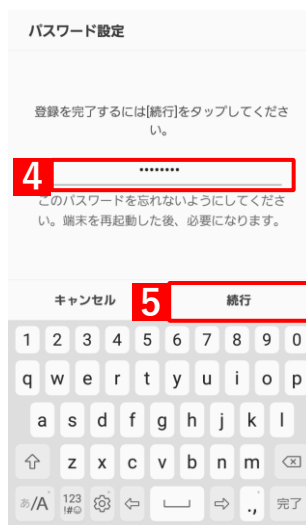 パスワード設定
登録を完了するには[続行]をタップしてくださ
い。
4
••••••••
このパスワードを忘れないようにしてくださ
い。端末を再起動した後、必要になります。
キャンセル 5 続行
1 2 3 4 5 6 7 8 9 0
q w e r t y u i o p
a s d f g h j k l
z x c v b n m
あ/A 123 !#☺ ., 完了